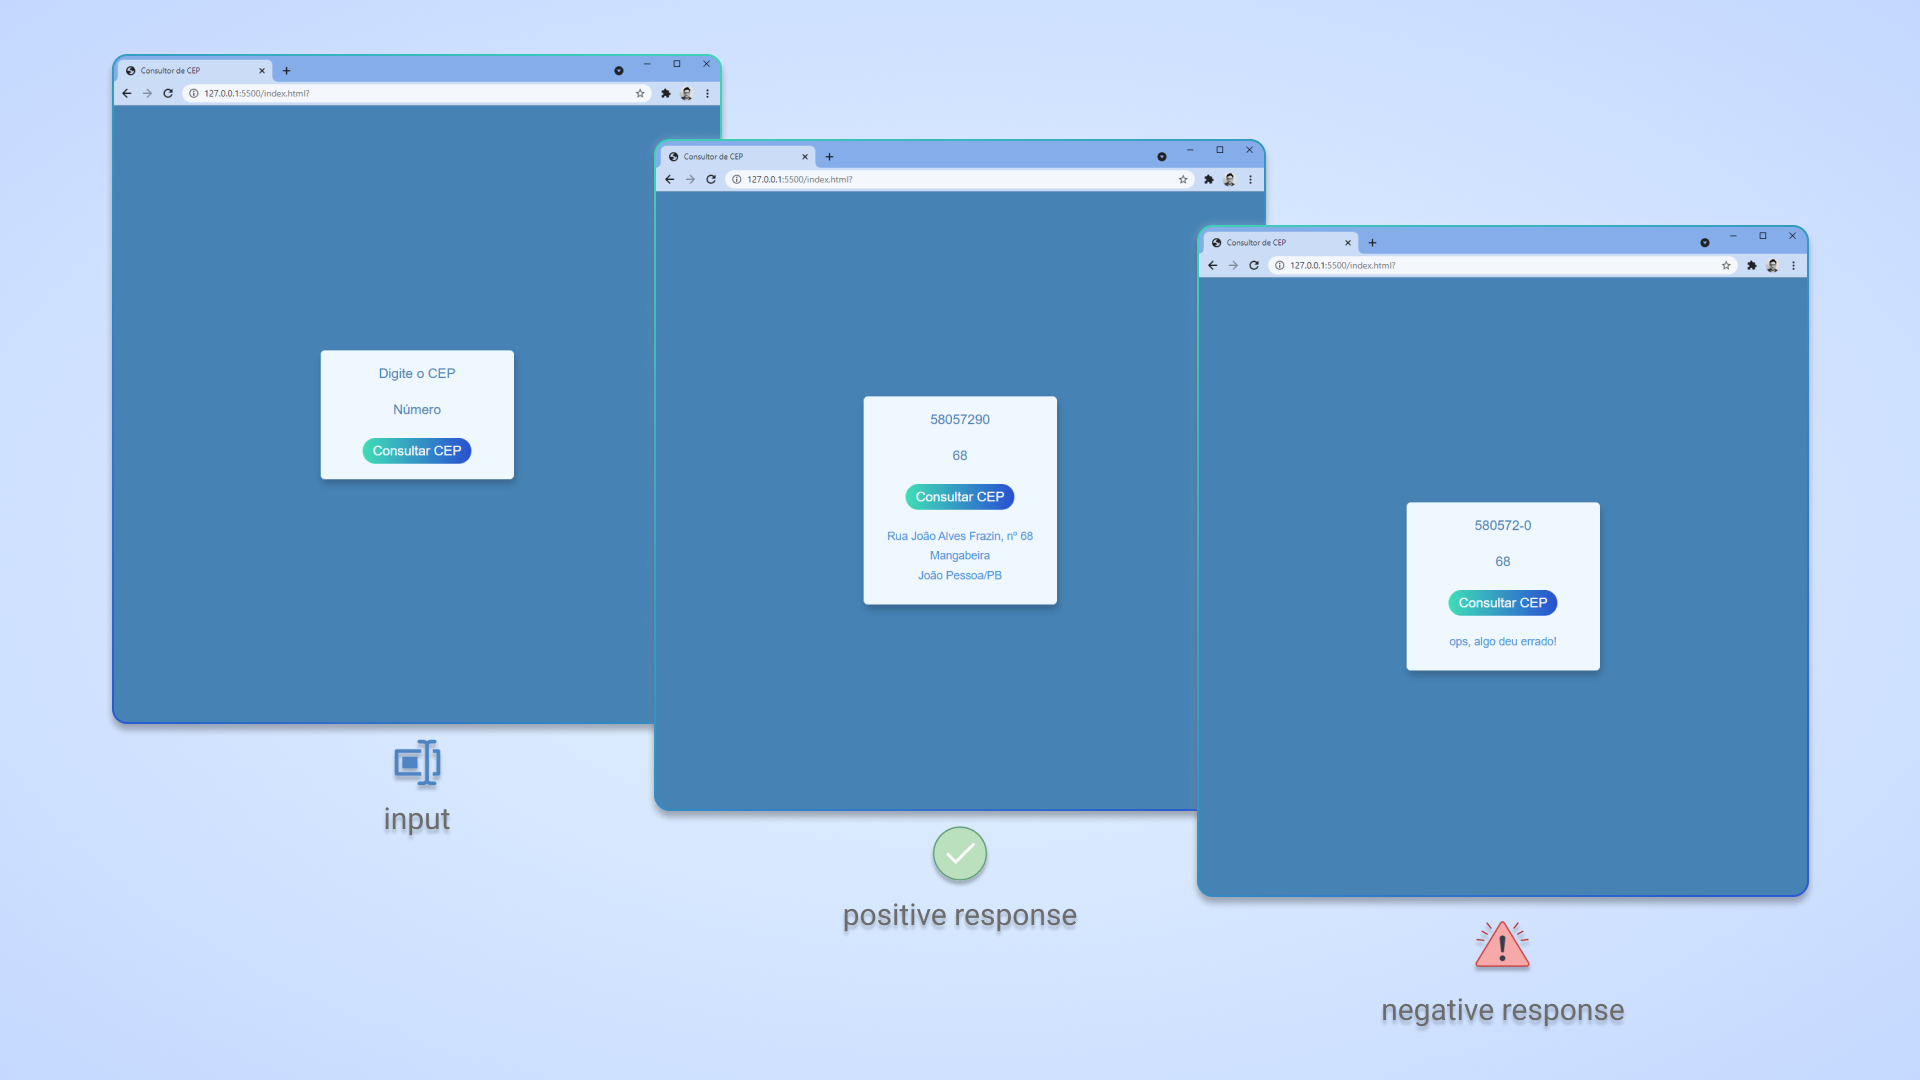 Consultor de CEP
127.0.0.1:5500/index.html?
Digite o CEP
Número
Consultar CEP
input
Consultor de CEP
127.0.0.1:5500/index.html?
58057290
68
Consultar CEP
Rua João Alves Frazin, nº 68
Mangabeira
João Pessoa/PB
positive response
Consultor de CEP
127.0.0.1:5500/index.html?
580572-0
68
Consultar CEP
ops, algo deu errado!
negative response